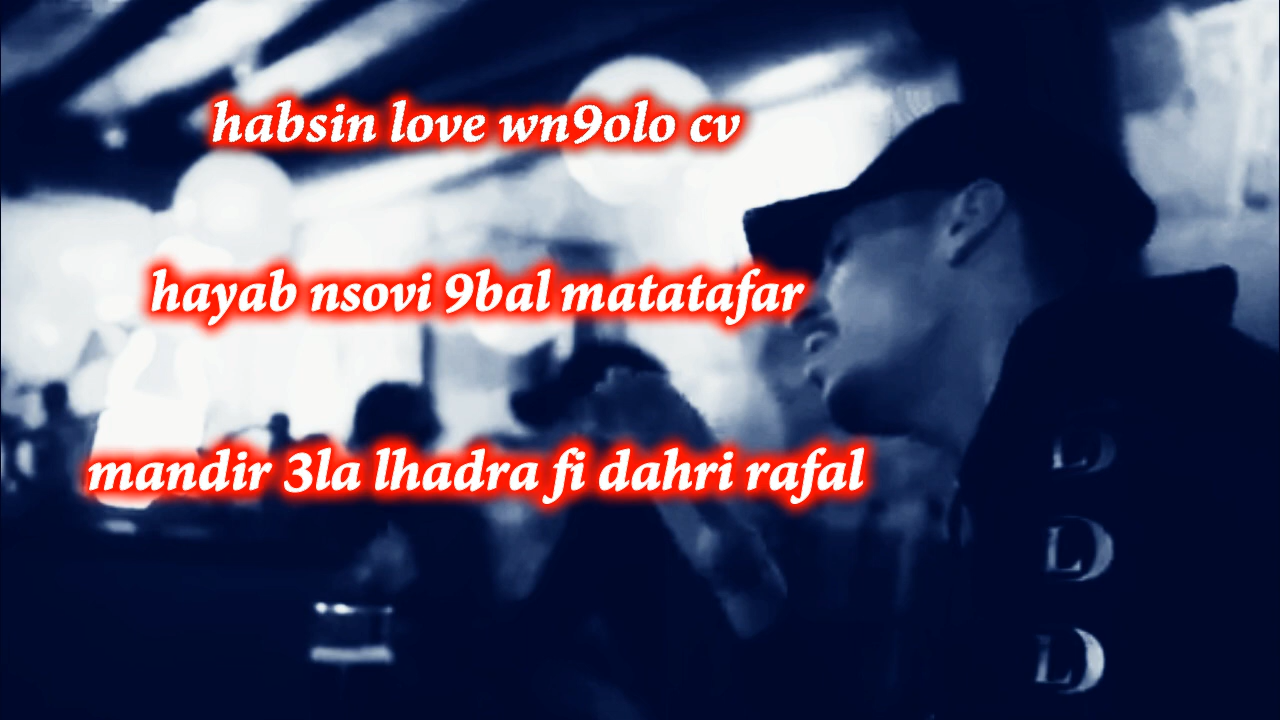 habsin love wn9olo cv
hayab nsovi 9bal matatafar
mandir 3la lhadra fi dahri rafal
D
D
D